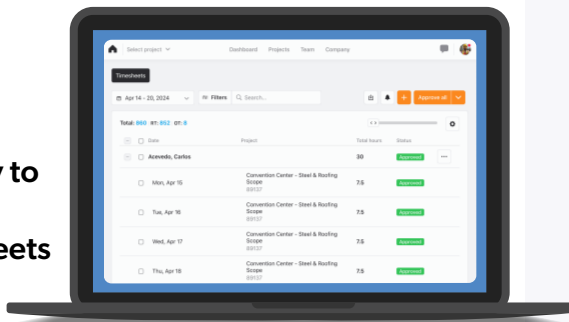 Select project
Dashboard Projects Team Company
Timesheets
Apr 14 - 20, 2024 Filters Search... Approve all
Total: 860 RT: 852 OT: 8
Date Project Total hours Status
Acevedo, Carlos 30 Approved
Mon, Apr 15 Convention Center - Steel & Roofing Scope 89137 7.5 Approved
Tue, Apr 16 Convention Center - Steel & Roofing Scope 89137 7.5 Approved
Wed, Apr 17 Convention Center - Steel & Roofing Scope 89137 7.5 Approved
Thu, Apr 18 Convention Center - Steel & Roofing Scope 89137 7.5 Approved
to
eets